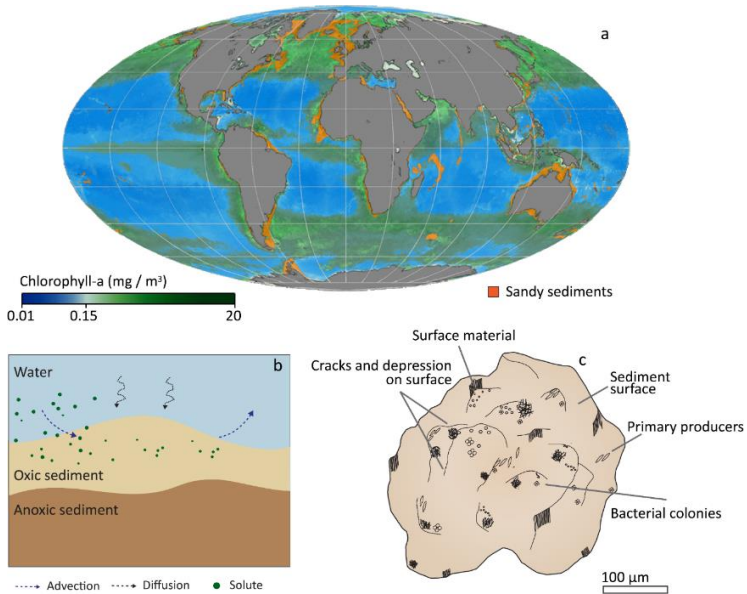 a
Chlorophyll-a (mg / m³)
0.01
0.15
20
Sandy sediments
b
Water
Oxic sediment
Anoxic sediment
Advection
Diffusion
Solute
c
Surface material
Cracks and depression
on surface
Sediment
surface
Primary producers
Bacterial colonies
100 µm